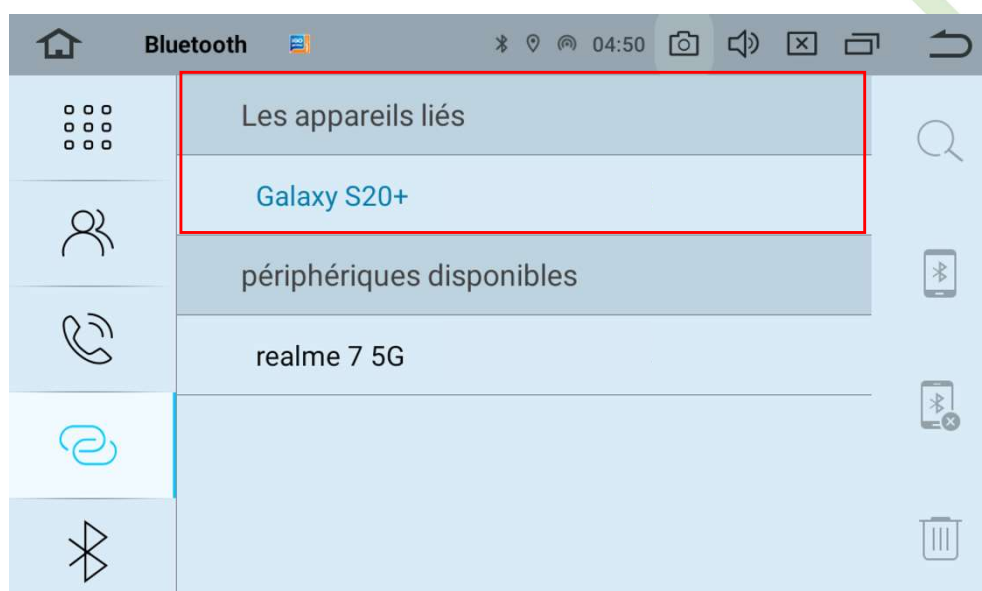 Bluetooth
04:50
Les appareils liés
Galaxy S20+
périphériques disponibles
realme 7 5G